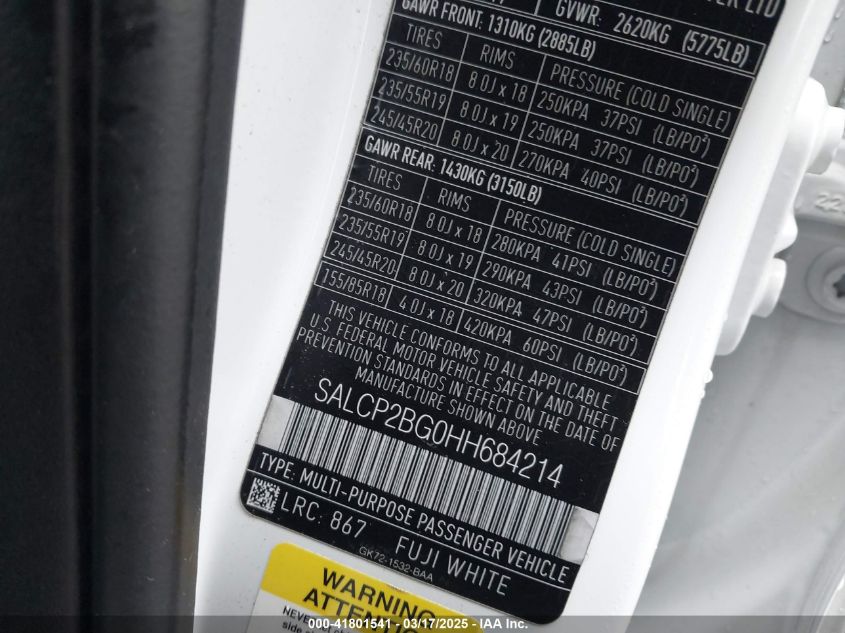 LTD
GVWR: 2620KG (5775LB)
GAWR FRONT: 1310KG (2885LB)
TIRES RIMS PRESSURE (COLD SINGLE)
235/60R18 8.0J x 18 250KPA 37PSI (LB/PO²)
235/55R19 8.0J x 19 250KPA 37PSI (LB/PO²)
245/45R20 8.0J x 20 270KPA 40PSI (LB/PO²)
GAWR REAR: 1430KG (3150LB)
TIRES RIMS PRESSURE (COLD SINGLE)
235/60R18 8.0J x 18 280KPA 41PSI (LB/PO²)
235/55R19 8.0J x 19 290KPA 43PSI (LB/PO²)
245/45R20 8.0J x 20 320KPA 47PSI (LB/PO²)
155/85R18 4.0J x 18 420KPA 60PSI (LB/PO²)
THIS VEHICLE CONFORMS TO ALL APPLICABLE
U.S. FEDERAL MOTOR VEHICLE SAFETY AND THEFT
PREVENTION STANDARDS IN EFFECT ON THE DATE OF
MANUFACTURE SHOWN ABOVE
SALCP2BG0HH684214
TYPE: MULTI-PURPOSE PASSENGER VEHICLE
LRC: 867 FUJI WHITE
GK72-1532-BAA
WARNING
ATTENTION
NEVER
side
22
(308)-41801541 - 03/17/2025 - IAA Inc.